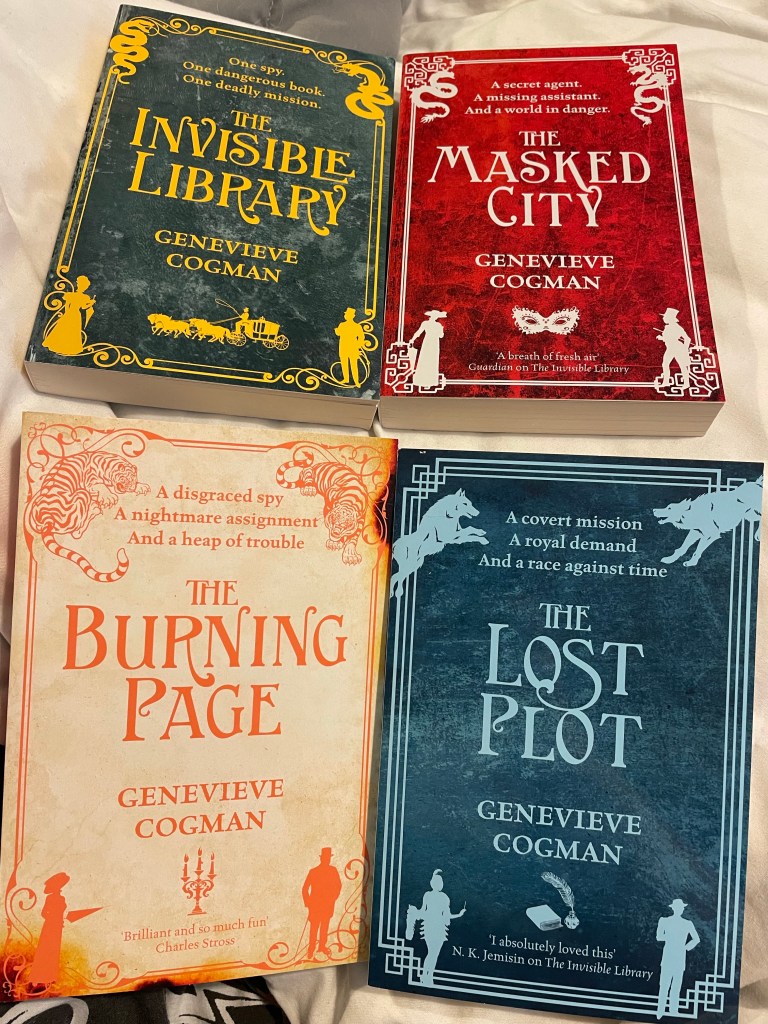 One spy.
One dangerous book.
One deadly mission.
THE
INVISIBLE
LIBRARY
GENEVIEVE
COGMAN
A secret agent.
A missing assistant.
And a world in danger.
THE
MASKED
CITY
GENEVIEVE
COGMAN
'A breath of fresh air'
Guardian on The Invisible Library
A disgraced spy
A nightmare assignment
And a heap of trouble
THE
BURNING
PAGE
GENEVIEVE
COGMAN
'Brilliant and so much fun'
Charles Stross
A covert mission
A royal demand
And a race against time
THE
LOST
PLOT
GENEVIEVE
COGMAN
'I absolutely loved this'
N. K. Jemisin on The Invisible Library